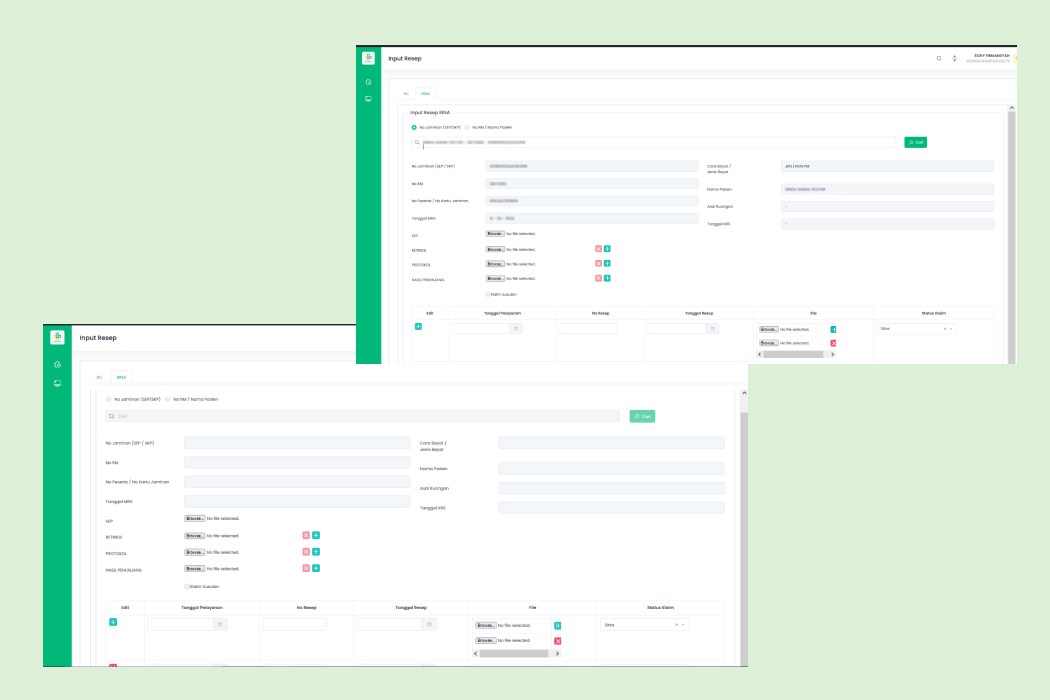 Input Resep
RIZKY FIRMANSYAH
RJ
RINA
Input Resep RINA
No Jaminan (SEP/SKP)
No RM / Nama Pasien
Cari
No Jaminan (SEP / SKP)
Cara Bayar /
Jenis Bayar
JKN | NON PBI
No RM
Nama Pasien
No Peserta / No Kartu Jaminan
Asal Ruangan
-
Tanggal MRS
Tanggal KRS
-
SEP
Browse... No file selected.
RETRIKSI
Browse... No file selected.
PROTOKOL
Browse... No file selected.
HASIL PENUNJANG
Browse... No file selected.
Klaim Susulan
Edit Tanggal Pelayanan No Resep Tanggal Resep File Status Klaim
Browse... No file selected.
Sitos
Browse... No file selected.
Input Resep
RJ
RINA
No Jaminan (SEP/SKP)
No RM / Nama Pasien
Cari
Cari
No Jaminan (SEP / SKP)
Cara Bayar /
Jenis Bayar
No RM
Nama Pasien
No Peserta / No Kartu Jaminan
Asal Ruangan
Tanggal MRS
Tanggal KRS
SEP
Browse... No file selected.
RETRIKSI
Browse... No file selected.
PROTOKOL
Browse... No file selected.
HASIL PENUNJANG
Browse... No file selected.
Klaim Susulan
Edit Tanggal Pelayanan No Resep Tanggal Resep File Status Klaim
Browse... No file selected.
Sitos
Browse... No file selected.